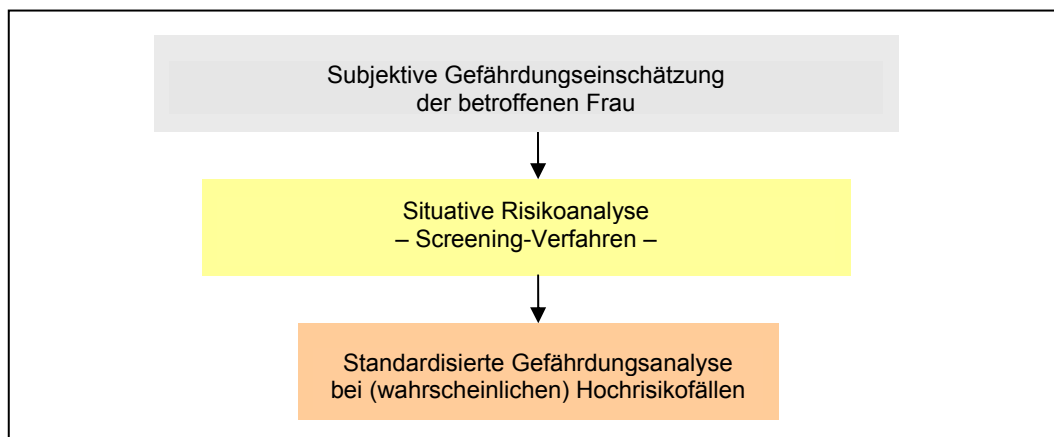 Subjektive Gefährdungseinschätzung
der betroffenen Frau
Situative Risikoanalyse
– Screening-Verfahren –
Standardisierte Gefährdungsanalyse
bei (wahrscheinlichen) Hochrisikofällen